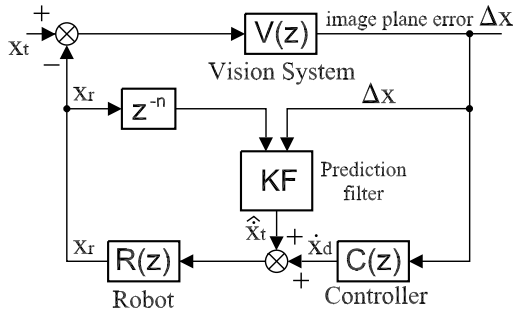 +
image plane error Δx
V(z)
xt
−
Vision System
xr
z-n
Δx
KF
Prediction
filter
ẋ̂t
+
ẋd
xr
R(z)
C(z)
+
Robot
Controller